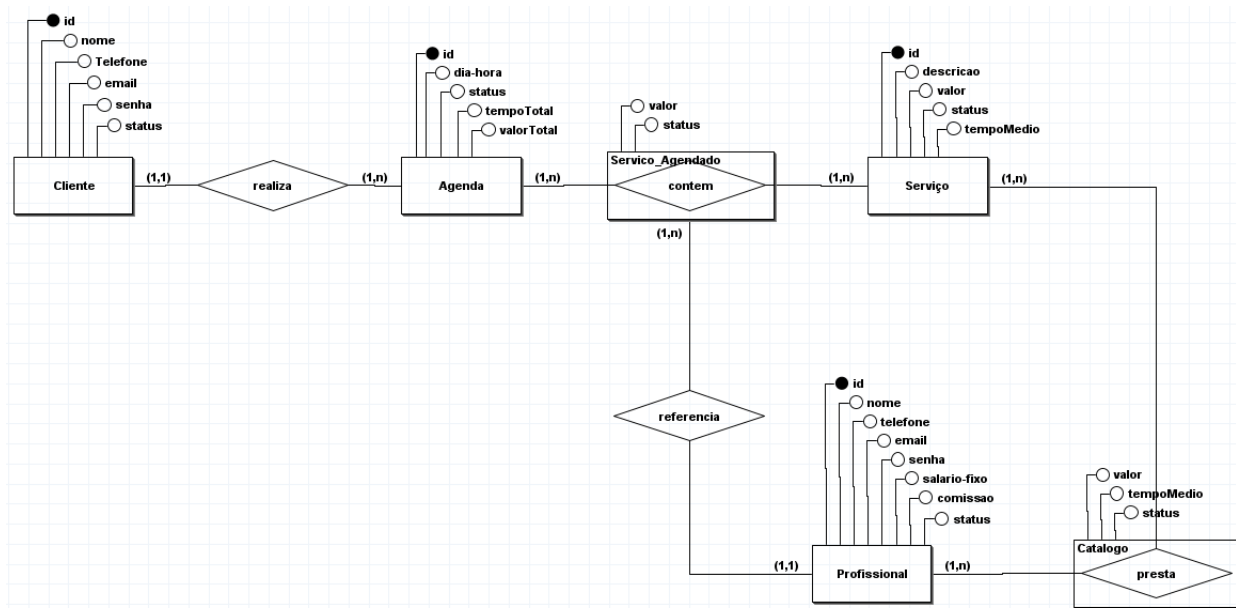 id
nome
Telefone
email
senha
status
Cliente
(1,1)
realiza
(1,n)
id
dia-hora
status
tempoTotal
valorTotal
Agenda
(1,n)
valor
status
Servico_Agendado
contem
(1,n)
id
descricao
valor
status
tempoMedio
Serviço
(1,n)
(1,n)
referencia
(1,1)
id
nome
telefone
email
senha
salario-fixo
comissao
status
Profissional
(1,n)
valor
tempoMedio
status
Catalogo
presta